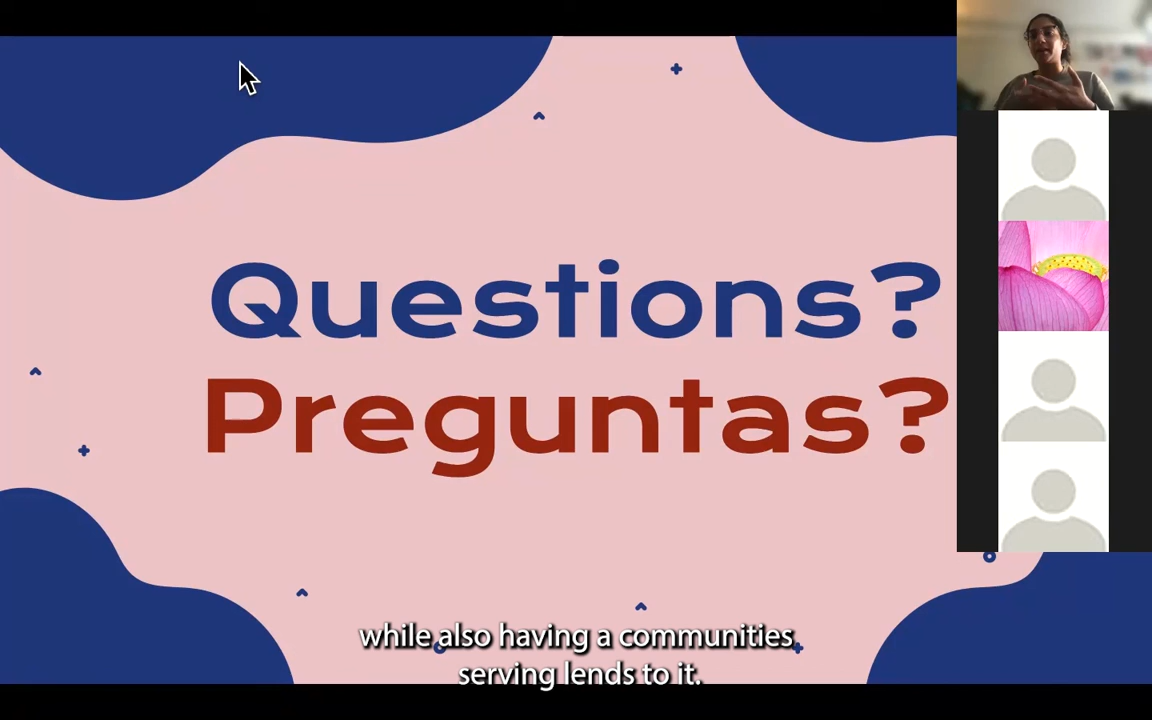 Questions?
Preguntas?
while also having a communities
serving lends to it.